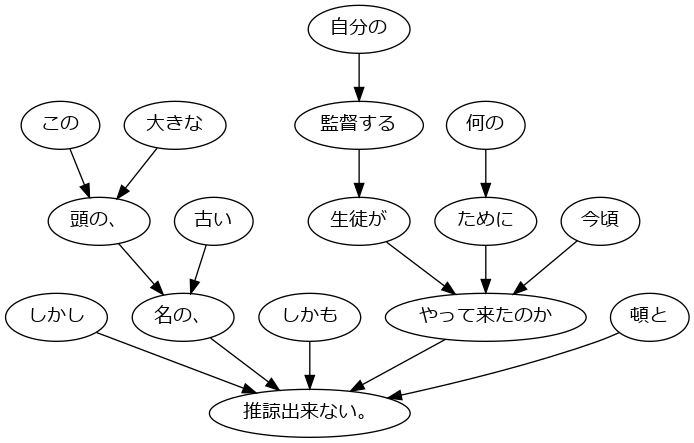 自分の
この
大きな
監督する
何の
頭の、
古い
生徒が
ために
今頃
しかし
名の、
しかも
やって来たのか
頓と
推諒出来ない。